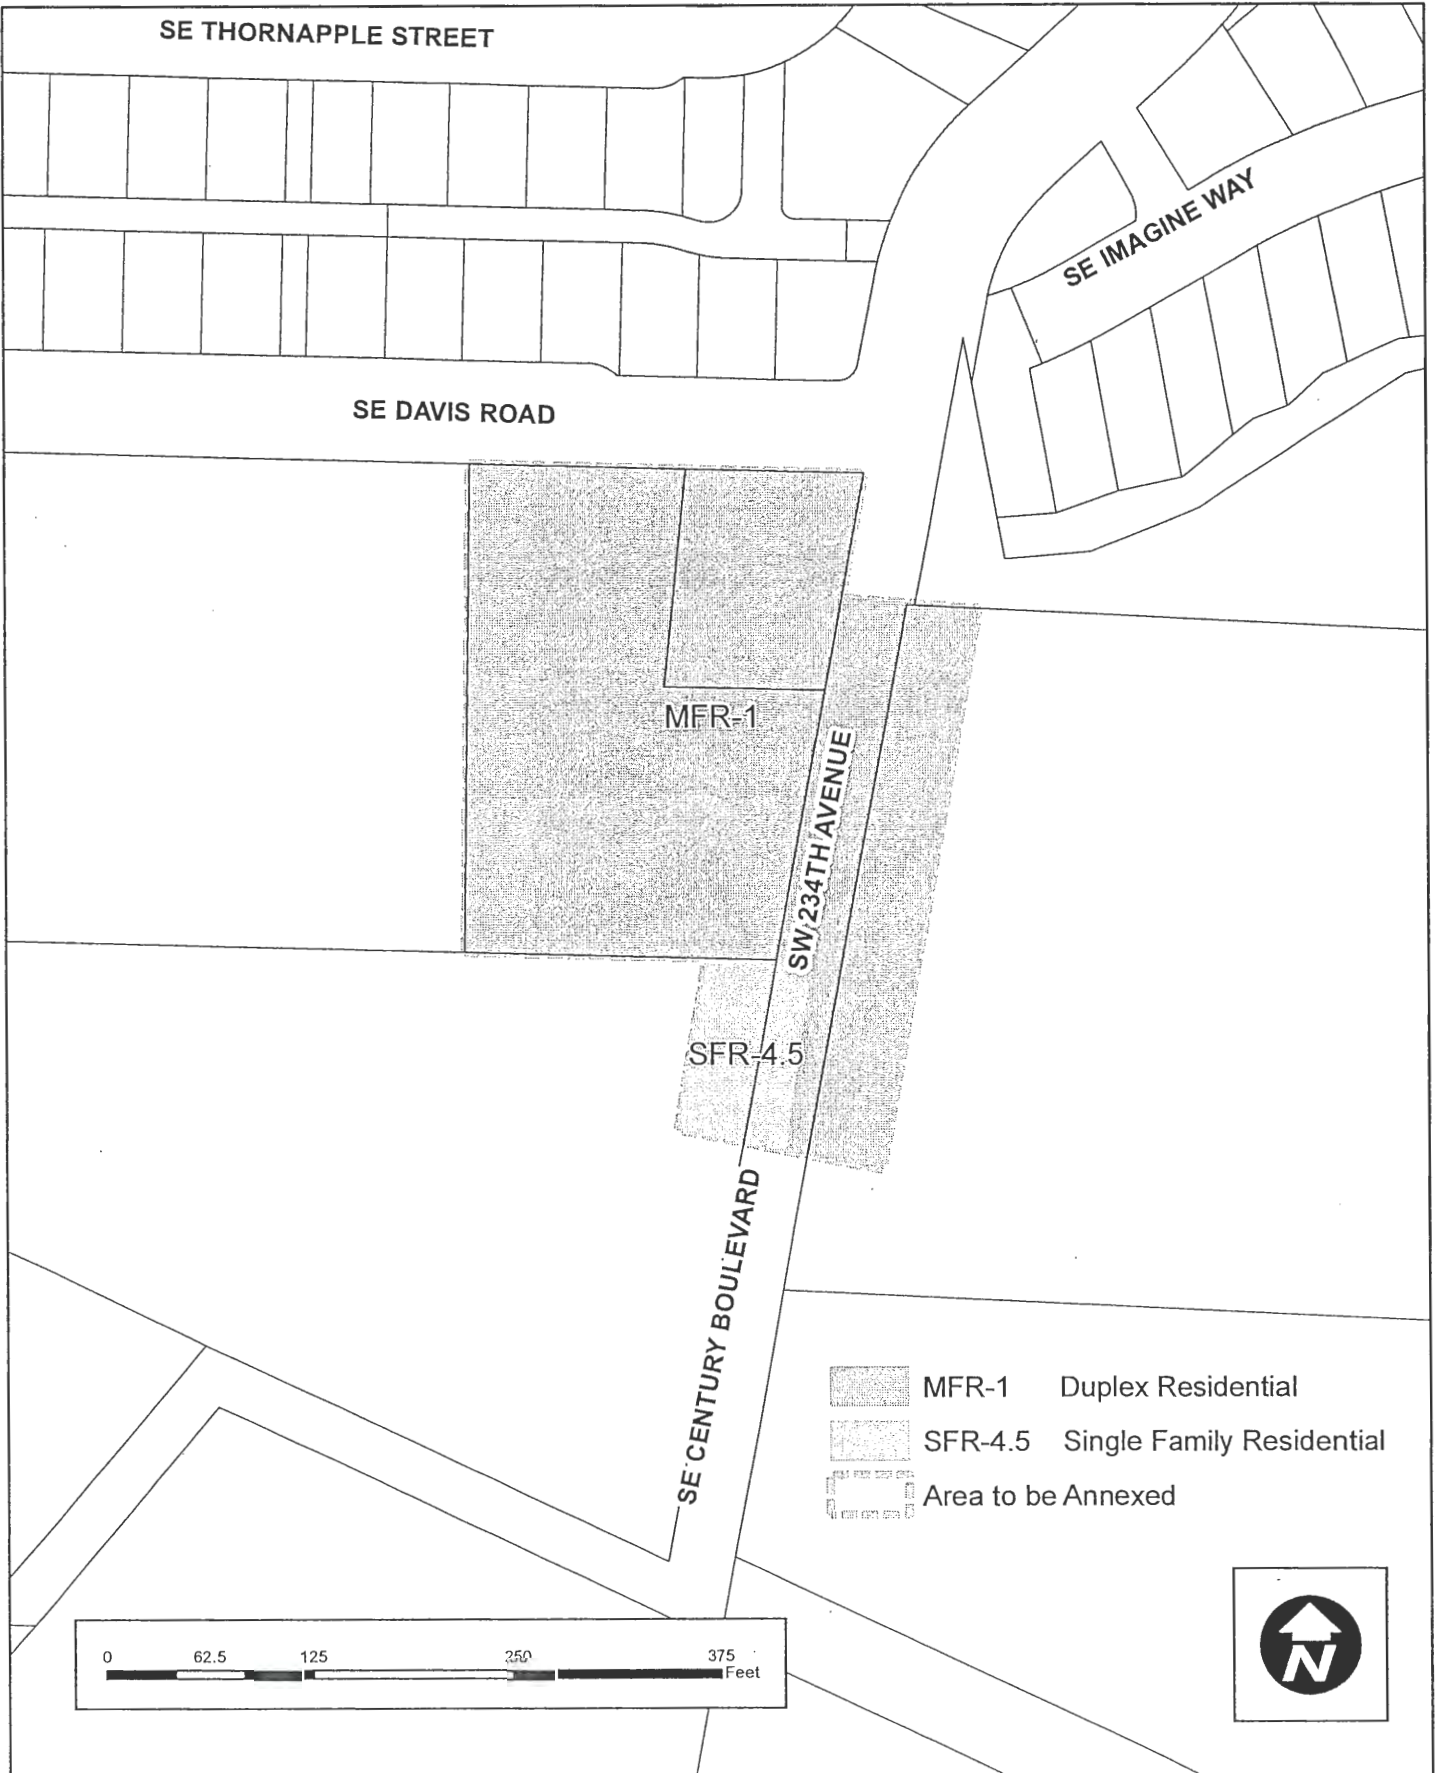 SE THORNAPPLE STREET
SE IMAGINE WAY
SE DAVIS ROAD
MFR-1
SW 234TH AVENUE
SFR-4.5
SE CENTURY BOULEVARD
MFR-1 Duplex Residential
SFR-4.5 Single Family Residential
Area to be Annexed
0 62.5 125 250 375
Feet
N